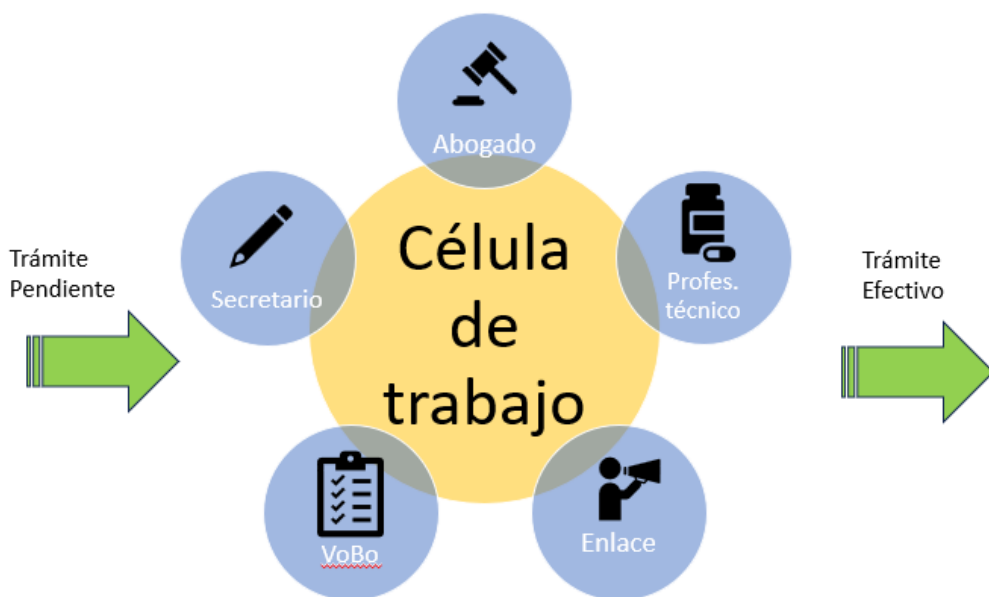 Abogado
Trámite
Pendiente
Secretario
Célula
de
trabajo
Profes.
técnico
Trámite
Efectivo
VoBo
Enlace